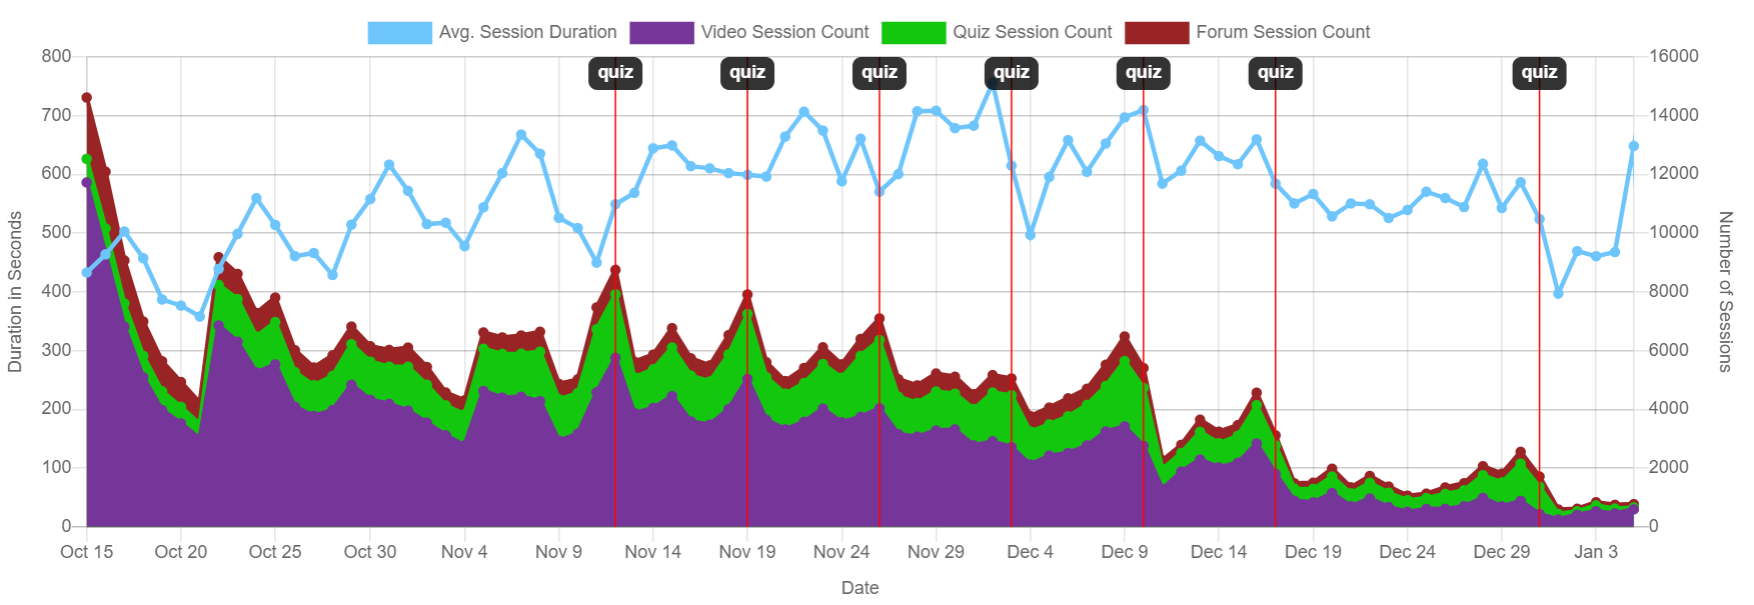 Avg. Session Duration Video Session Count Quiz Session Count Forum Session Count
800 16000
quiz quiz quiz quiz quiz quiz quiz
700 14000
600 12000
500 10000
400 8000
300 6000
200 4000
100 2000
0 0
Duration in Seconds
Number of Sessions
Oct 15 Oct 20 Oct 25 Oct 30 Nov 4 Nov 9 Nov 14 Nov 19 Nov 24 Nov 29 Dec 4 Dec 9 Dec 14 Dec 19 Dec 24 Dec 29 Jan 3
Date